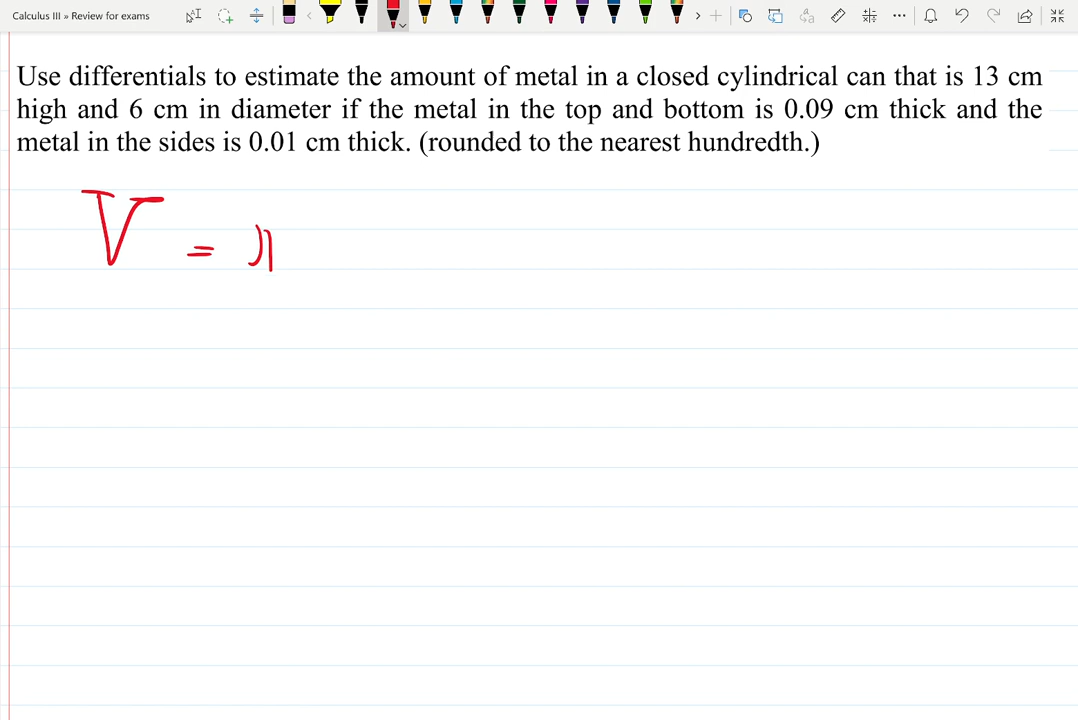 Calculus III » Review for exams
Use differentials to estimate the amount of metal in a closed cylindrical can that is 13 cm
high and 6 cm in diameter if the metal in the top and bottom is 0.09 cm thick and the
metal in the sides is 0.01 cm thick. (rounded to the nearest hundredth.)
V =